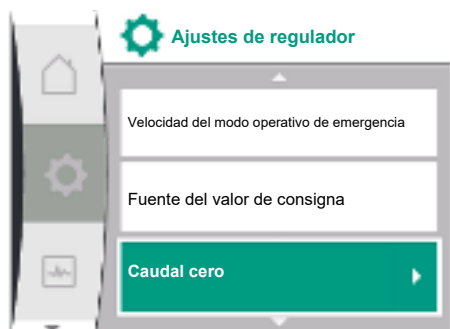 Ajustes de regulador
Velocidad del modo operativo de emergencia
Fuente del valor de consigna
Caudal cero